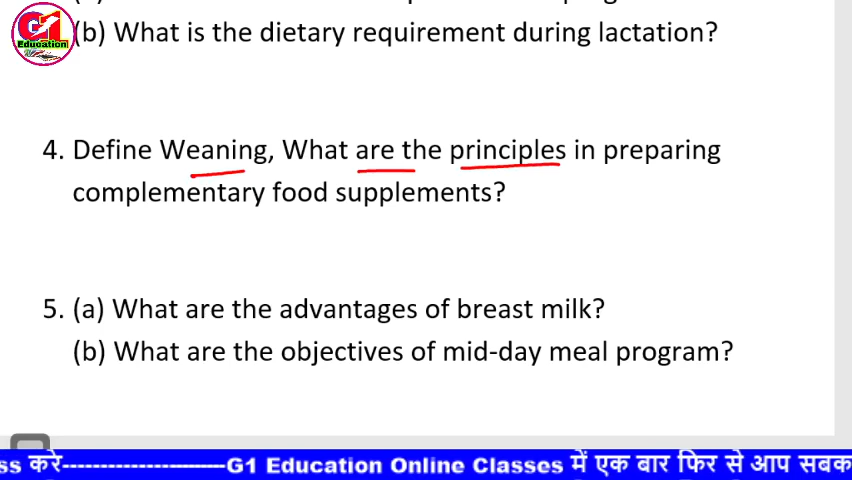 G1
Education
(b) What is the dietary requirement during lactation?
4. Define Weaning, What are the principles in preparing
complementary food supplements?
5. (a) What are the advantages of breast milk?
(b) What are the objectives of mid-day meal program?
ss करे-----------------------G1 Education Online Classes में एक बार फिर से आप सबक